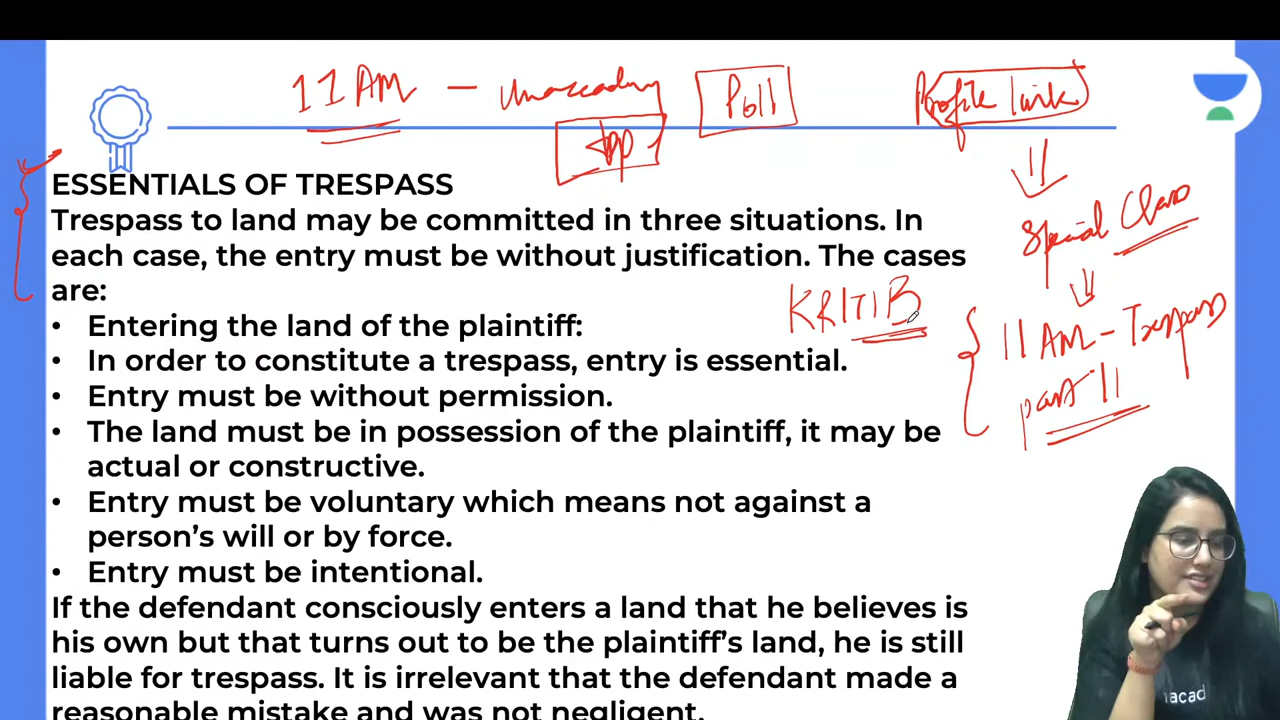 11 AM - Unacademy
App
Poll
Profile link
Special Class
11 AM - Trespass
part 11
KRITIB
ESSENTIALS OF TRESPASS
Trespass to land may be committed in three situations. In
each case, the entry must be without justification. The cases
are:
• Entering the land of the plaintiff:
• In order to constitute a trespass, entry is essential.
• Entry must be without permission.
• The land must be in possession of the plaintiff, it may be
actual or constructive.
• Entry must be voluntary which means not against a
person’s will or by force.
• Entry must be intentional.
If the defendant consciously enters a land that he believes is
his own but that turns out to be the plaintiff’s land, he is still
liable for trespass. It is irrelevant that the defendant made a
reasonable mistake and was not negligent.